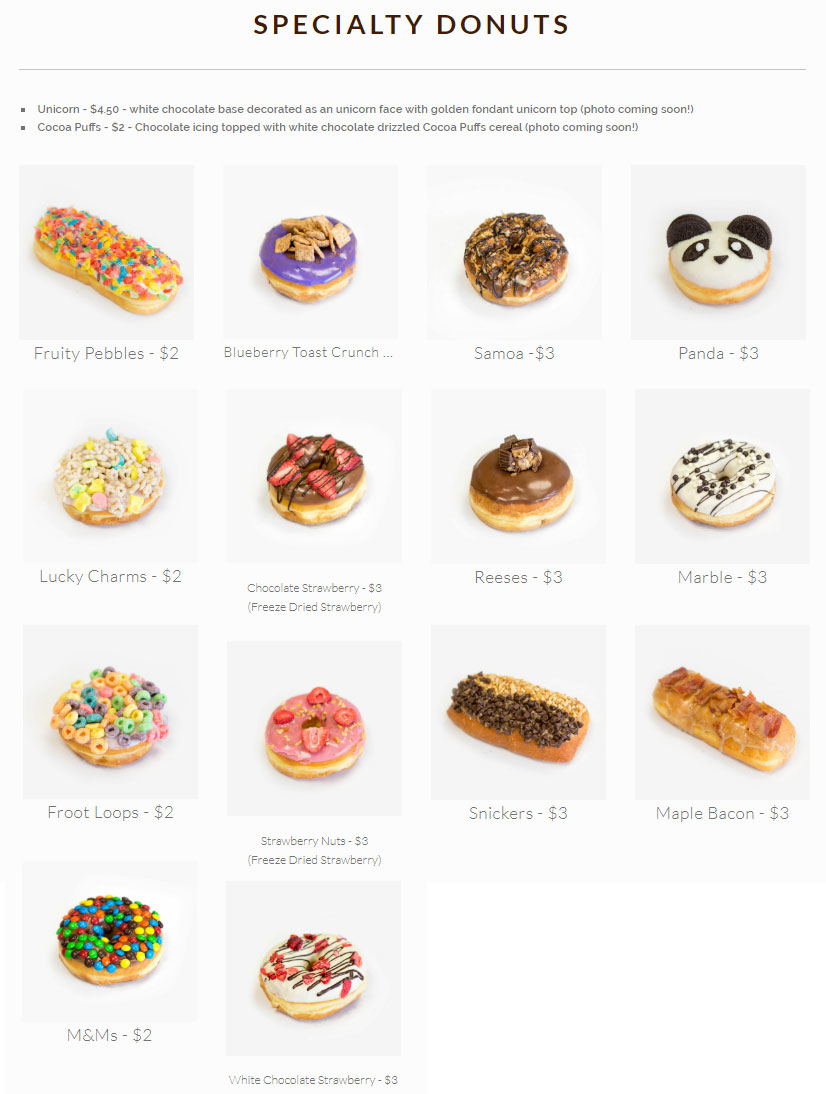 SPECIALTY DONUTS
▪ Unicorn - $4.50 - white chocolate base decorated as an unicorn face with golden fondant unicorn top (photo coming soon!)
▪ Cocoa Puffs - $2 - Chocolate icing topped with white chocolate drizzled Cocoa Puffs cereal (photo coming soon!)
Fruity Pebbles - $2
Blueberry Toast Crunch ...
Samoa -$3
Panda - $3
Lucky Charms - $2
Chocolate Strawberry - $3
(Freeze Dried Strawberry)
Reeses - $3
Marble - $3
Froot Loops - $2
Strawberry Nuts - $3
(Freeze Dried Strawberry)
Snickers - $3
Maple Bacon - $3
M&Ms - $2
White Chocolate Strawberry - $3